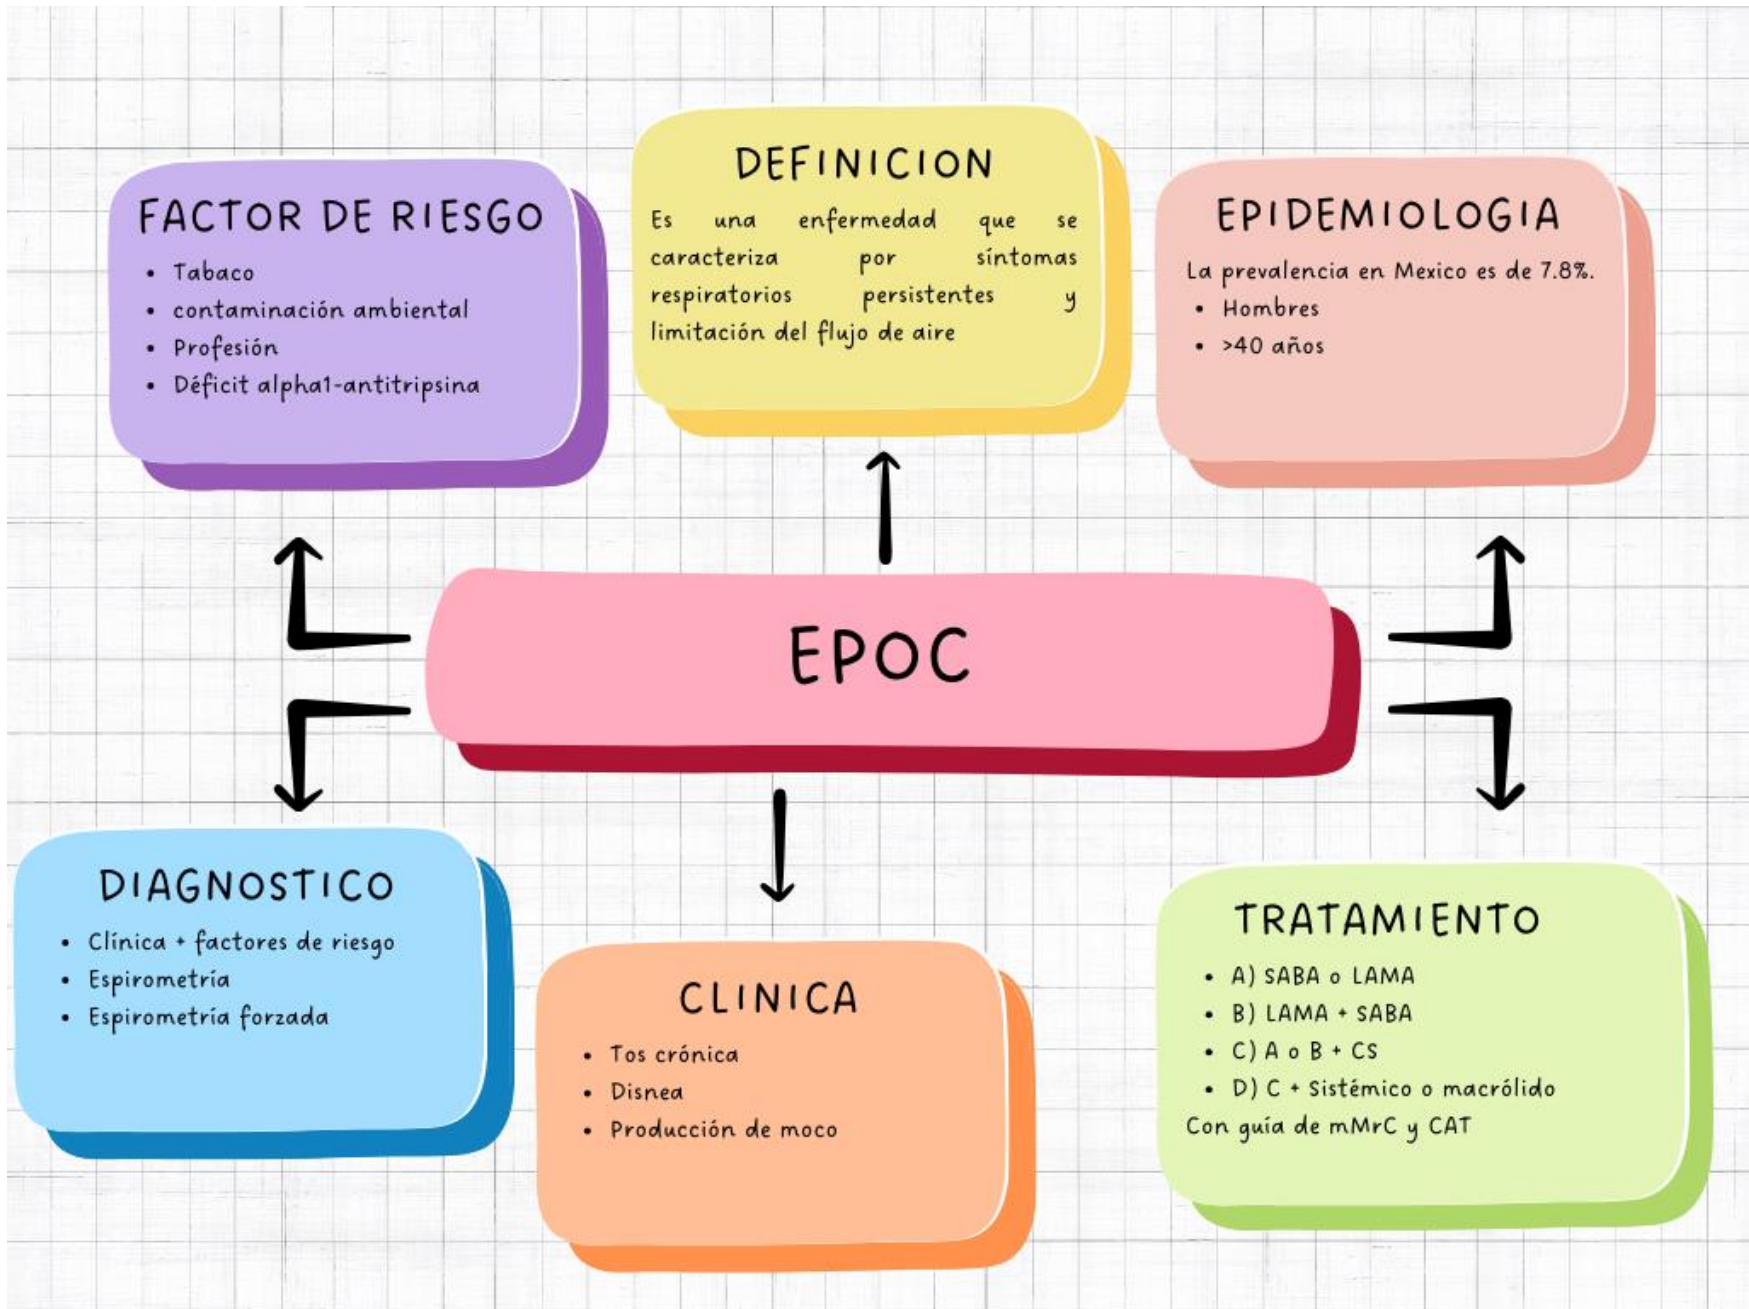 FACTOR DE RIESGO
• Tabaco
• contaminación ambiental
• Profesión
• Déficit alpha1-antitripsina
DEFINICION
Es una enfermedad que se
caracteriza por síntomas
respiratorios persistentes y
limitación del flujo de aire
EPIDEMIOLOGIA
La prevalencia en Mexico es de 7.8%.
• Hombres
• >40 años
EPOC
DIAGNOSTICO
• Clínica + factores de riesgo
• Espirometría
• Espirometría forzada
CLINICA
• Tos crónica
• Disnea
• Producción de moco
TRATAMIENTO
• A) SABA o LAMA
• B) LAMA + SABA
• C) A o B + CS
• D) C + Sistémico o macrólido
Con guía de mMrC y CAT